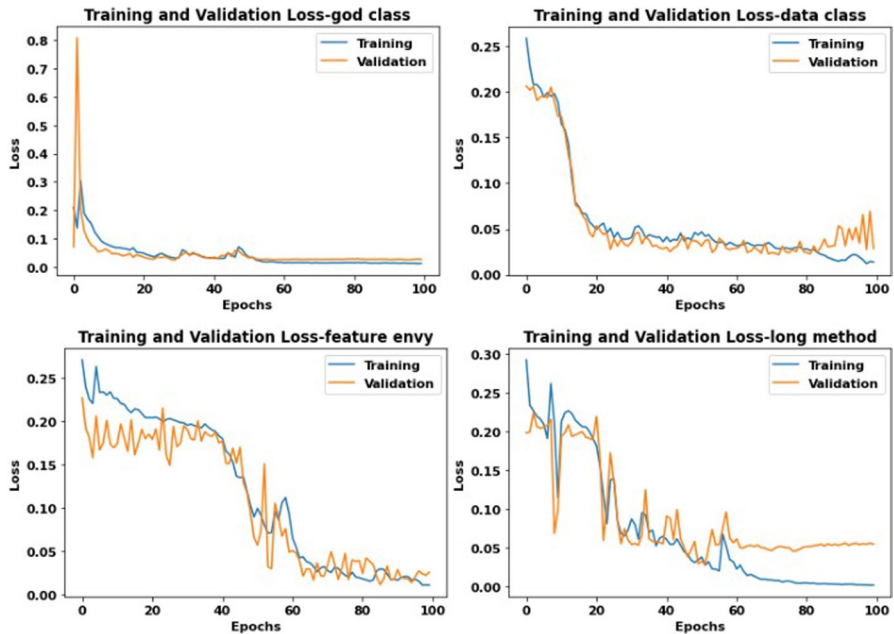 Training and Validation Loss-god class
Training
Validation
0.8
0.7
0.6
0.5
0.4
0.3
0.2
0.1
0.0
Loss
0 20 40 60 80 100
Epochs
Training and Validation Loss-data class
Training
Validation
0.25
0.20
0.15
0.10
0.05
0.00
Loss
0 20 40 60 80 100
Epochs
Training and Validation Loss-feature envy
Training
Validation
0.25
0.20
0.15
0.10
0.05
0.00
Loss
0 20 40 60 80 100
Epochs
Training and Validation Loss-long method
Training
Validation
0.30
0.25
0.20
0.15
0.10
0.05
0.00
Loss
0 20 40 60 80 100
Epochs